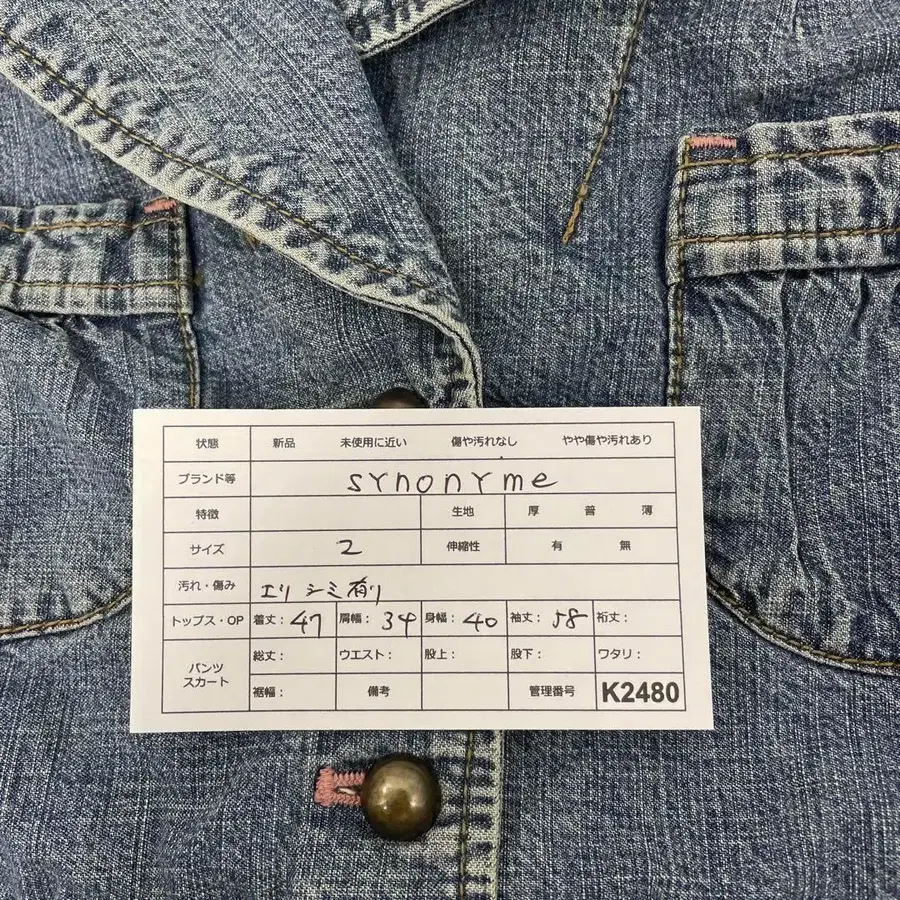 状態 新品 未使用に近い 傷や汚れなし やや傷や汚れあり
ブランド等 synonyme
特徴 生地 厚 普 薄
サイズ 2 伸縮性 有 無
汚れ・傷み エリ シミ有り
トップス・OP 着丈: 47 肩幅: 34 身幅: 40 袖丈: 58 裄丈:
パンツ スカート 総丈: ウエスト: 股上: 股下: ワタリ:
裾幅: 備考 管理番号 K2480